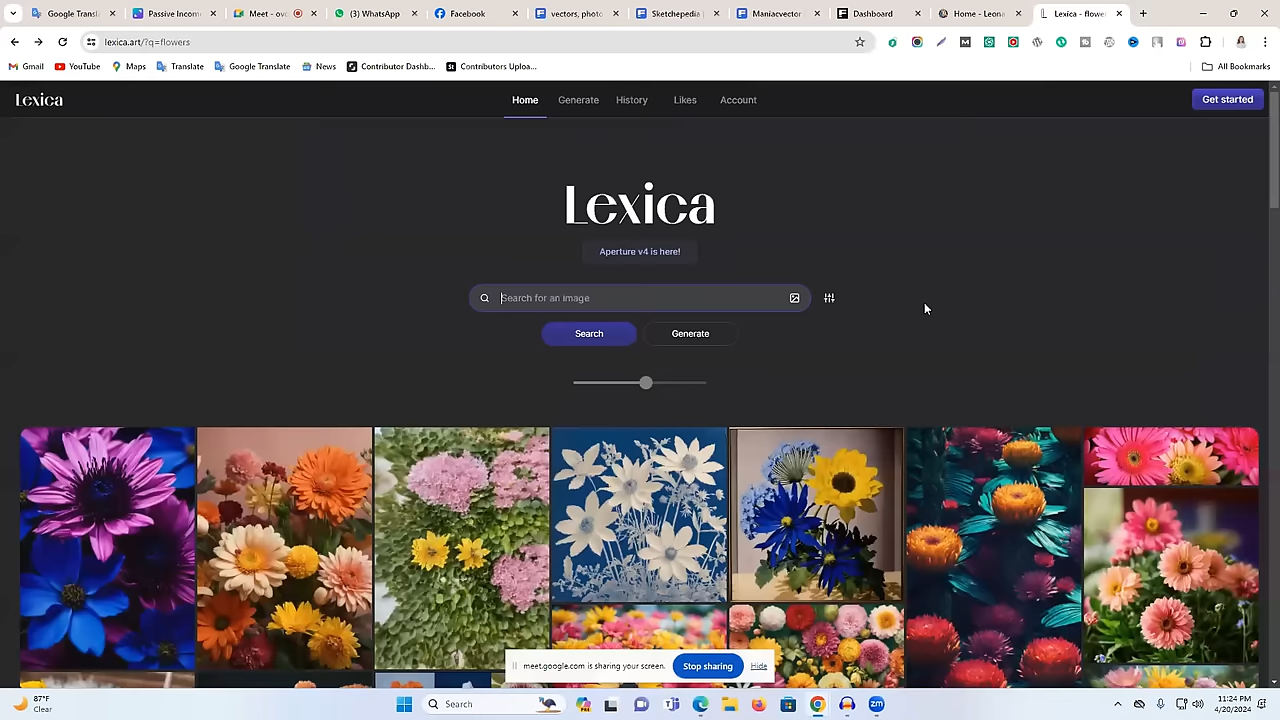 Google Transl
Passive Incom
Meet - ovc
(3) WhatsApp
Facebook
vectors, photo
Sketchepedia
Maniacvector
Dashboard
Home - Leona
Lexica - flower
lexica.art/?q=flowers
Gmail
YouTube
Maps
Translate
Google Translate
News
Contributor Dashb...
Contributors Uploa...
All Bookmarks
Lexica
Home
Generate
History
Likes
Account
Get started
Lexica
Aperture v4 is here!
Search for an image
Search
Generate
meet.google.com is sharing your screen.
Stop sharing
Hide
87°F
Clear
Search
11:24 PM
4/20/2024